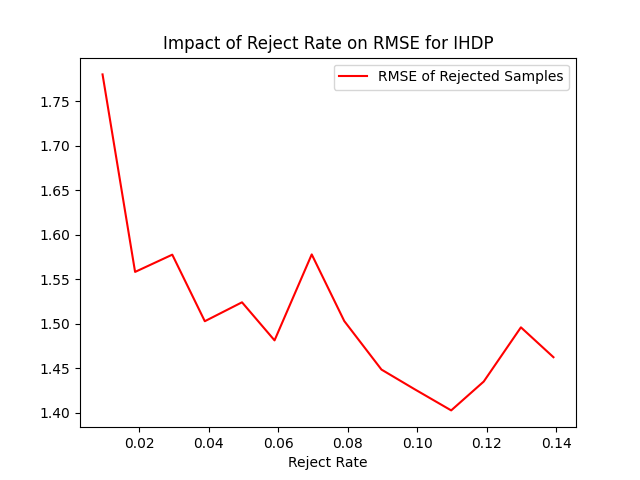 Impact of Reject Rate on RMSE for IHDP
RMSE of Rejected Samples
1.75
1.70
1.65
1.60
1.55
1.50
1.45
1.40
0.02 0.04 0.06 0.08 0.10 0.12 0.14
Reject Rate